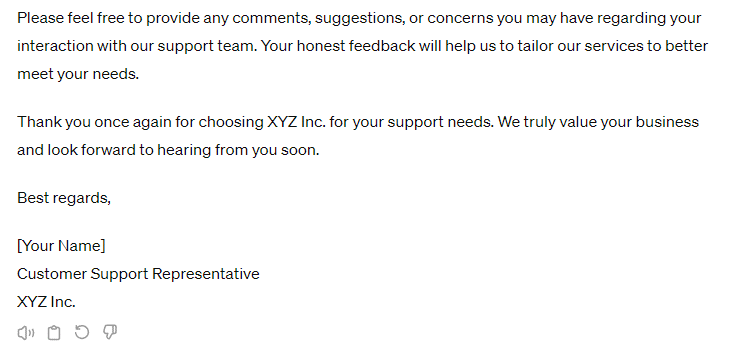 Please feel free to provide any comments, suggestions, or concerns you may have regarding your
interaction with our support team. Your honest feedback will help us to tailor our services to better
meet your needs.
Thank you once again for choosing XYZ Inc. for your support needs. We truly value your business
and look forward to hearing from you soon.
Best regards,
[Your Name]
Customer Support Representative
XYZ Inc.